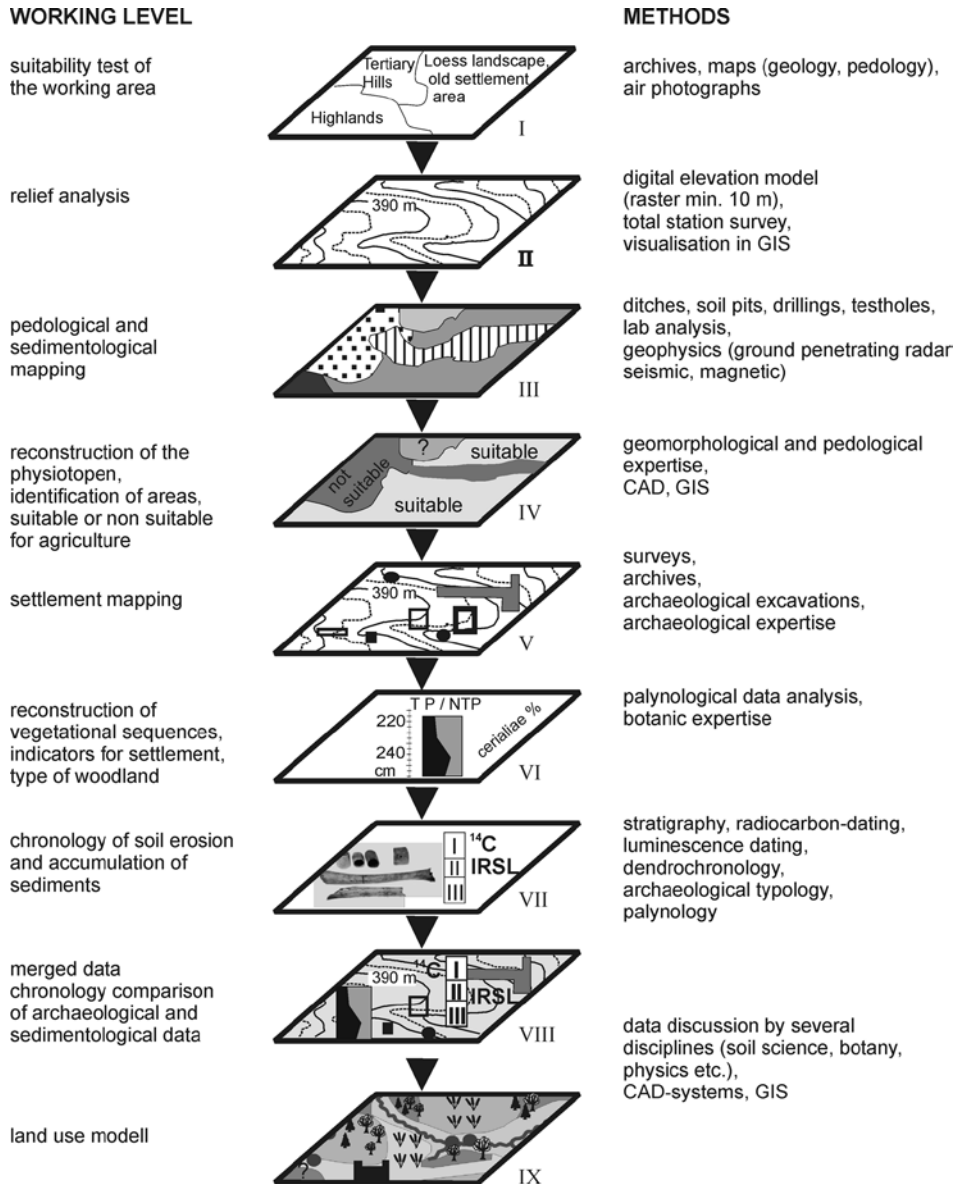 WORKING LEVEL
METHODS
suitability test of
the working area
Tertiary
Hills
Loess landscape,
old settlement
area
Highlands
I
archives, maps (geology, pedology),
air photographs
relief analysis
390 m
II
digital elevation model
(raster min. 10 m),
total station survey,
visualisation in GIS
pedological and
sedimentological
mapping
III
ditches, soil pits, drillings, testholes,
lab analysis,
geophysics (ground penetrating radar
seismic, magnetic)
reconstruction of the
physiotopen,
identification of areas,
suitable or non suitable
for agriculture
not
suitable
?
suitable
suitable
IV
geomorphological and pedological
expertise,
CAD, GIS
settlement mapping
390 m
V
surveys,
archives,
archaeological excavations,
archaeological expertise
reconstruction of
vegetational sequences,
indicators for settlement,
type of woodland
T P / NTP
220
240
cm
cerialiae %
VI
palynological data analysis,
botanic expertise
chronology of soil erosion
and accumulation of
sediments
I
II
III
¹⁴C
IRSL
VII
stratigraphy, radiocarbon-dating,
luminescence dating,
dendrochronology,
archaeological typology,
palynology
merged data
chronology comparison
of archaeological and
sedimentological data
390 m
¹⁴C
I
II
III
IRSL
VIII
data discussion by several
disciplines (soil science, botany,
physics etc.),
CAD-systems, GIS
land use modell
?
IX